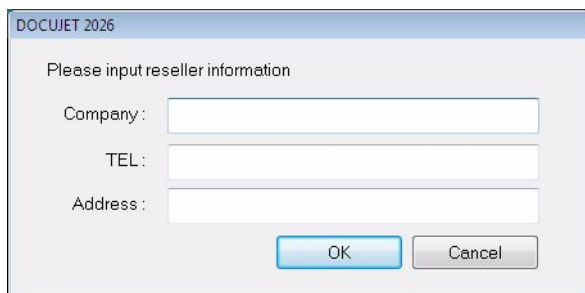 DOCUJET 2026
Please input reseller information
Company :
TEL :
Address :
OK Cancel